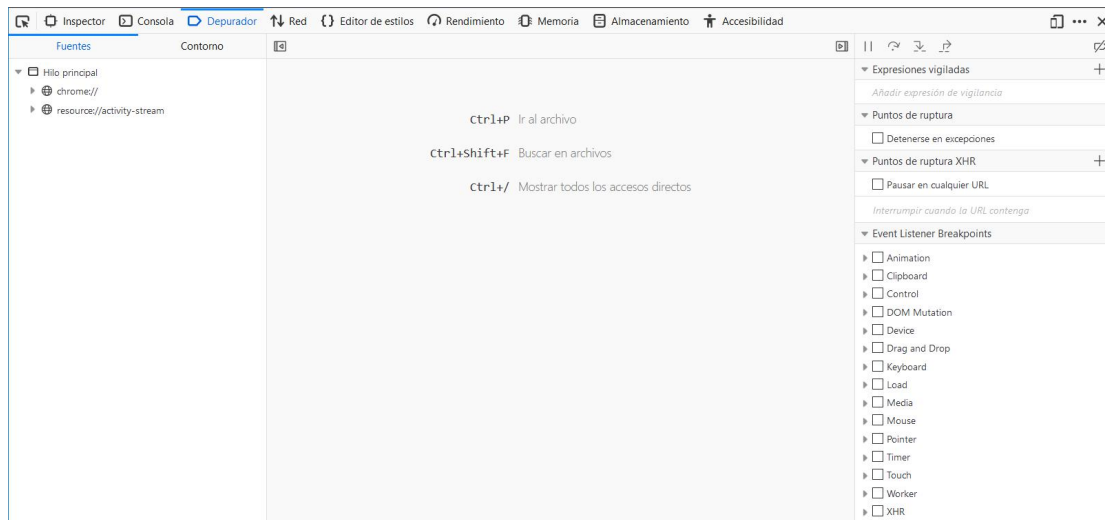 Inspector Consola Depurador Red Editor de estilos Rendimiento Memoria Almacenamiento Accesibilidad
Fuentes Contorno
Hilo principal
chrome://
resource://activity-stream
Ctrl+P Ir al archivo
Ctrl+Shift+F Buscar en archivos
Ctrl+/ Mostrar todos los accesos directos
Expresiones vigiladas
Añadir expresión de vigilancia
Puntos de ruptura
Detenerse en excepciones
Puntos de ruptura XHR
Pausar en cualquier URL
Interrumpir cuando la URL contenga
Event Listener Breakpoints
Animation
Clipboard
Control
DOM Mutation
Device
Drag and Drop
Keyboard
Load
Media
Mouse
Pointer
Timer
Touch
Worker
XHR